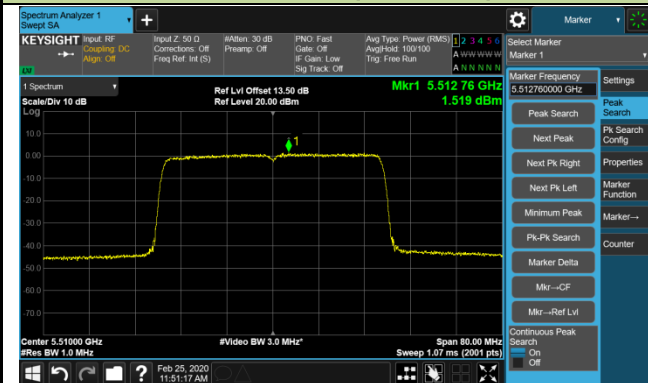 Spectrum Analyzer 1
Swept SA
Marker
KEYSIGHT
Input: RF
Coupling: DC
Align: Off
Input Z: 50 Ω
Corrections: Off
Freq Ref: Int (S)
#Atten: 30 dB
Preamp: Off
PNO: Fast
Gate: Off
IF Gain: Low
Sig Track: Off
Avg Type: Power (RMS)
Avg|Hold: 100/100
Trig: Free Run
1 2 3 4 5 6
A W W W W W
A N N N N N
LV
1 Spectrum
Scale/Div 10 dB
Log
Ref Lvl Offset 13.50 dB
Ref Level 20.00 dBm
Mkr1 5.512 76 GHz
1.519 dBm
10.0
0.00
-10.0
-20.0
-30.0
-40.0
-50.0
-60.0
-70.0
1
Center 5.51000 GHz
#Res BW 1.0 MHz
#Video BW 3.0 MHz*
Span 80.00 MHz
Sweep 1.07 ms (2001 pts)
Feb 25, 2020
11:51:17 AM
Select Marker
Marker 1
Marker Frequency
5.512760000 GHz
Peak Search
Next Peak
Next Pk Right
Next Pk Left
Minimum Peak
Pk-Pk Search
Marker Delta
Mkr→CF
Mkr→Ref Lvl
Continuous Peak
Search
On
Off
Settings
Peak
Search
Pk Search
Config
Properties
Marker
Function
Marker→
Counter